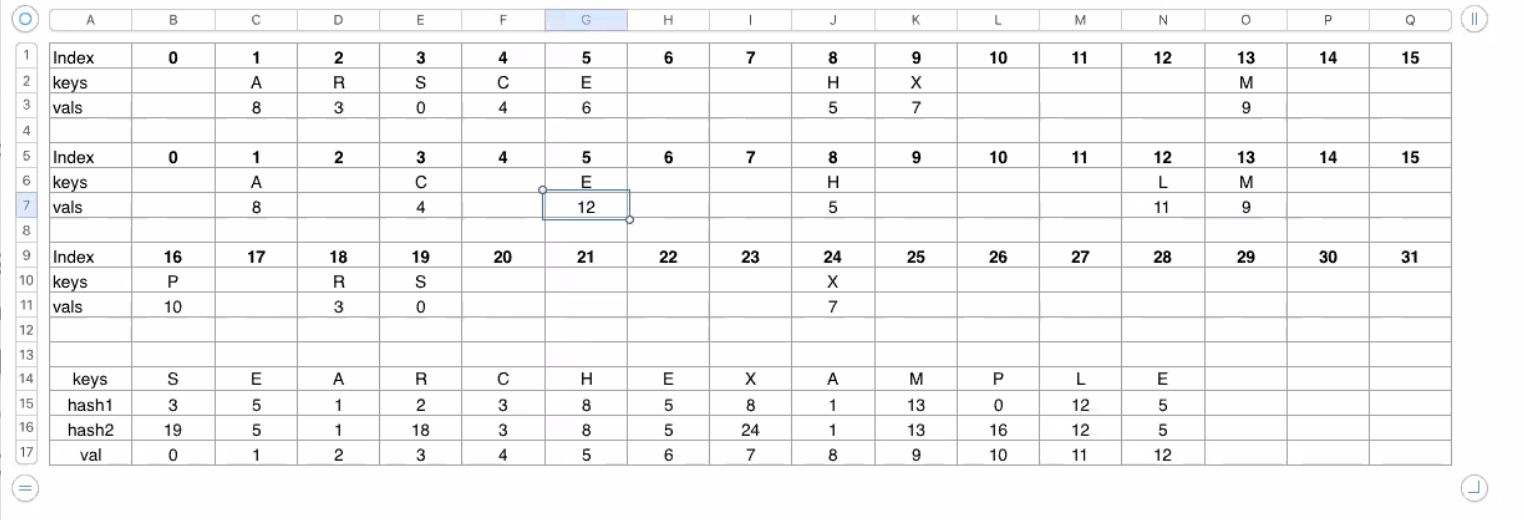 A B C D E F G H I J K L M N O P Q
1 Index 0 1 2 3 4 5 6 7 8 9 10 11 12 13 14 15
2 keys A R S C E H X M
3 vals 8 3 0 4 6 5 7 9
4
5 Index 0 1 2 3 4 5 6 7 8 9 10 11 12 13 14 15
6 keys A C E H L M
7 vals 8 4 12 5 11 9
8
9 Index 16 17 18 19 20 21 22 23 24 25 26 27 28 29 30 31
10 keys P R S X
11 vals 10 3 0 7
12
13
14 keys S E A R C H E X A M P L E
15 hash1 3 5 1 2 3 8 5 8 1 13 0 12 5
16 hash2 19 5 1 18 3 8 5 24 1 13 16 12 5
17 val 0 1 2 3 4 5 6 7 8 9 10 11 12